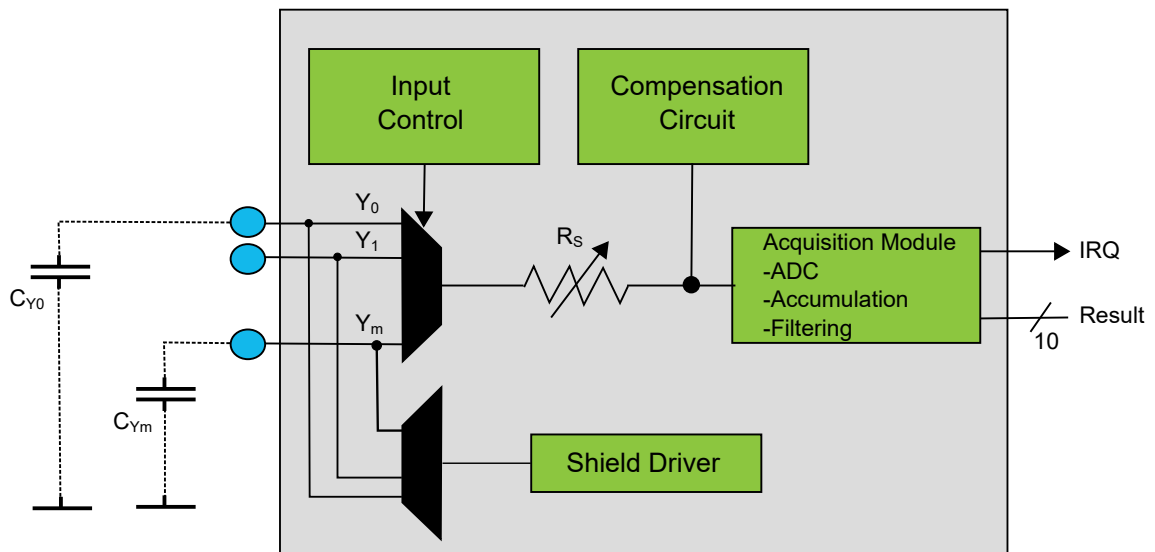 Input
Control
Compensation
Circuit
Y0
Y1
RS
Acquisition Module
-ADC
-Accumulation
-Filtering
IRQ
Result
10
CY0
Ym
CYm
Shield Driver